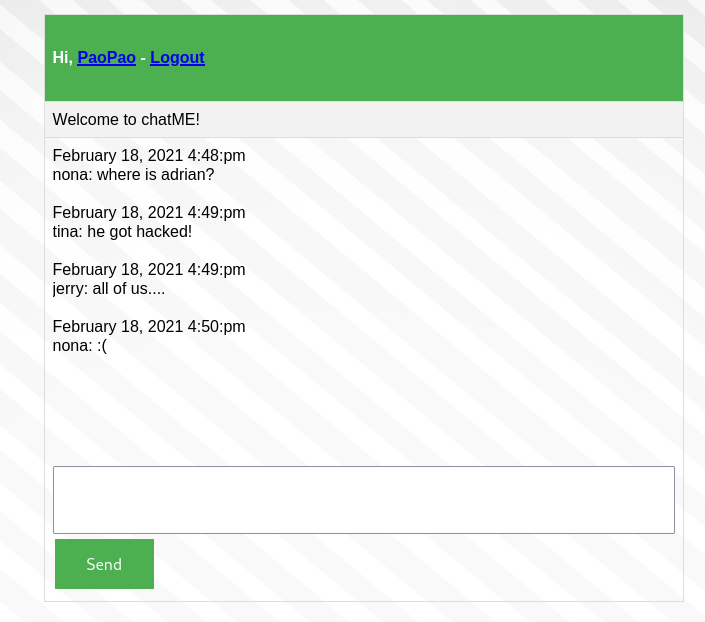 Hi, PaoPao - Logout
Welcome to chatME!
February 18, 2021 4:48:pm
nona: where is adrian?
February 18, 2021 4:49:pm
tina: he got hacked!
February 18, 2021 4:49:pm
jerry: all of us....
February 18, 2021 4:50:pm
nona: :(
Send